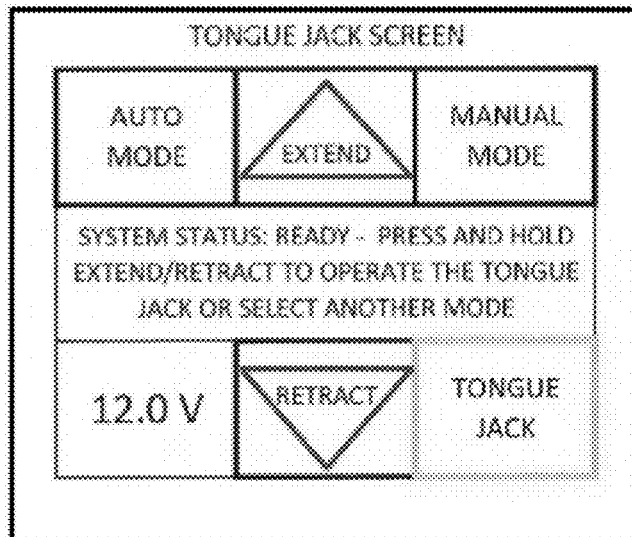 TONGUE JACK SCREEN
AUTO
MODE
EXTEND
MANUAL
MODE
SYSTEM STATUS: READY - PRESS AND HOLD
EXTEND/RETRACT TO OPERATE THE TONGUE
JACK OR SELECT ANOTHER MODE
12.0 V
RETRACT
TONGUE
JACK